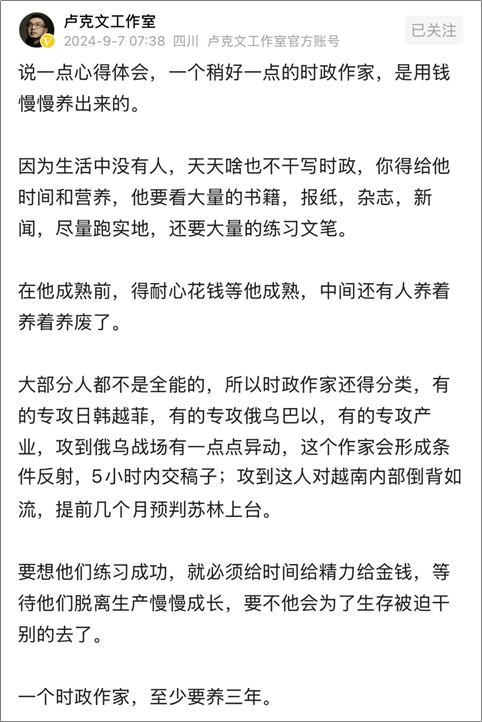 卢克文工作室
2024-9-7 07:38 四川 卢克文工作室官方账号
已关注
说一点心得体会，一个稍好一点的时政作家，是用钱
慢慢养出来的。
因为生活中没有人，天天啥也不干写时政，你得给他
时间和营养，他要看大量的书籍，报纸，杂志，新
闻，尽量跑实地，还要大量的练习文笔。
在他成熟前，得耐心花钱等他成熟，中间还有人养着
养着养废了。
大部分人都不是全能的，所以时政作家还得分类，有
的专攻日韩越菲，有的专攻俄乌巴以，有的专攻产
业，攻到俄乌战场有一点点异动，这个作家会形成条
件反射，5小时内交稿子；攻到这人对越南内部倒背如
流，提前几个月预判苏林上台。
要想他们练习成功，就必须给时间给精力给金钱，等
待他们脱离生产慢慢成长，要不他会为了生存被迫干
别的去了。
一个时政作家，至少要养三年。